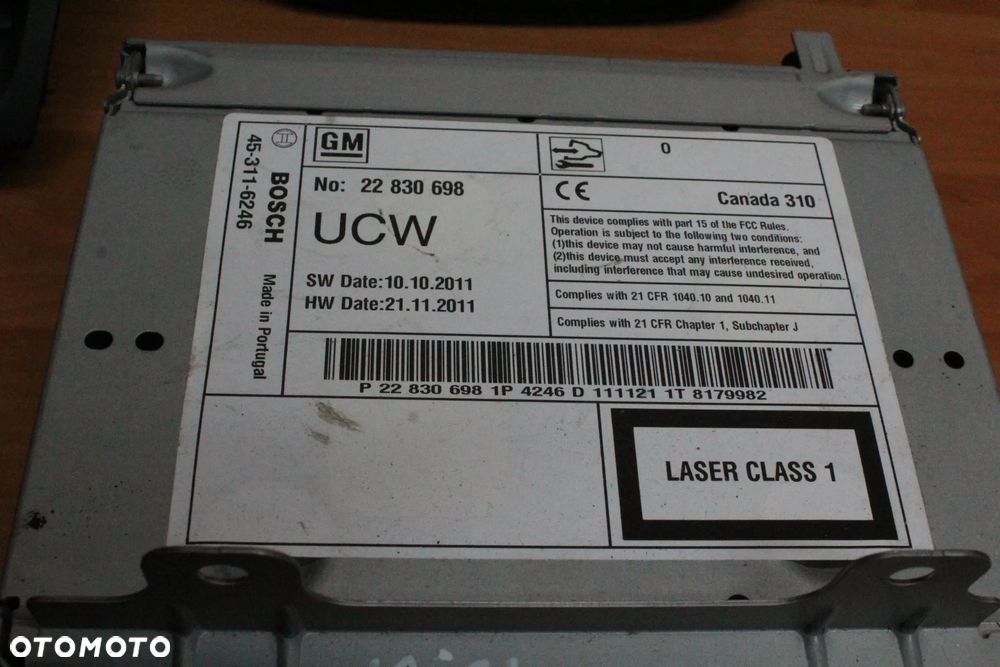 BOSCH
45-311-6246
Made in Portugal
GM
No: 22 830 698
UCW
SW Date:10.10.2011
HW Date:21.11.2011
0
CE
Canada 310
This device complies with part 15 of the FCC Rules.
Operation is subject to the following two conditions:
(1)this device may not cause harmful interference, and
(2)this device must accept any interference received,
including interference that may cause undesired operation.
Complies with 21 CFR 1040.10 and 1040.11
Complies with 21 CFR Chapter 1, Subchapter J
P 22 830 698 1P 4246 D 111121 1T 8179982
LASER CLASS 1
OTOMOTO